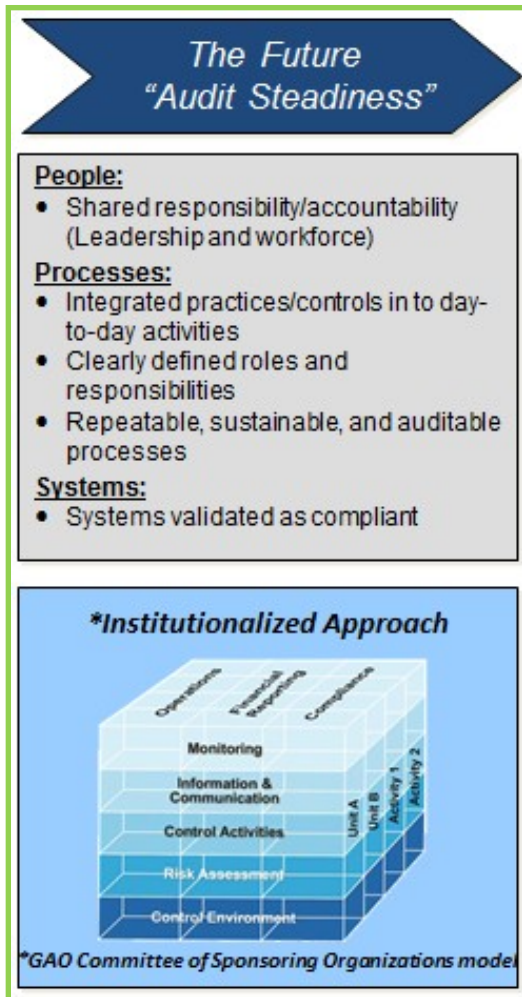 The Future
“Audit Steadiness”
People:
• Shared responsibility/accountability
(Leadership and workforce)
Processes:
• Integrated practices/controls in to day-
to-day activities
• Clearly defined roles and
responsibilities
• Repeatable, sustainable, and auditable
processes
Systems:
• Systems validated as compliant
*Institutionalized Approach
Operations
Financial
Reporting
Compliance
Monitoring
Information &
Communication
Control Activities
Risk Assessment
Control Environment
Unit A
Unit B
Activity 1
Activity 2
*GAO Committee of Sponsoring Organizations model